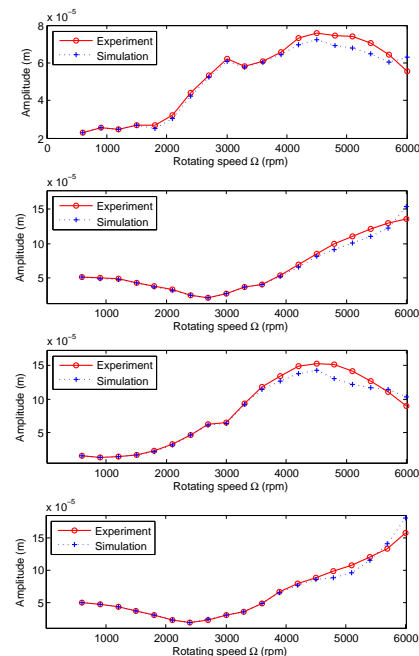 x 10⁻⁵
8
6
4
2
Amplitude (m)
Experiment
Simulation
0 1000 2000 3000 4000 5000 6000
Rotating speed Ω (rpm)
x 10⁻⁵
15
10
5
Amplitude (m)
Experiment
Simulation
1000 2000 3000 4000 5000 6000
Rotating speed Ω (rpm)
x 10⁻⁵
15
10
5
Amplitude (m)
Experiment
Simulation
1000 2000 3000 4000 5000 6000
Rotating speed Ω (rpm)
x 10⁻⁵
15
10
5
Amplitude (m)
Experiment
Simulation
1000 2000 3000 4000 5000 6000
Rotating speed Ω (rpm)